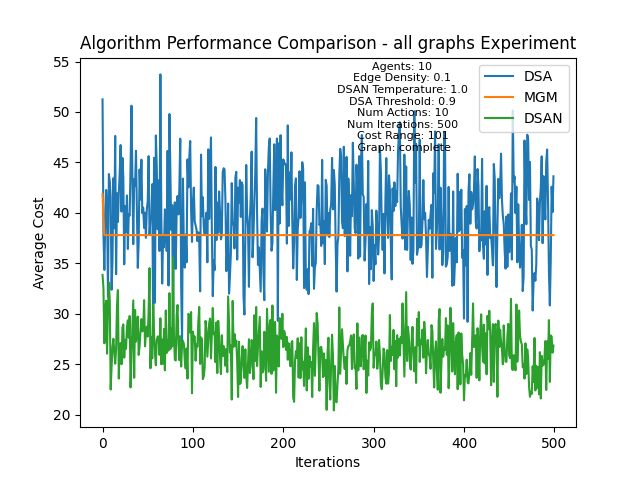 Algorithm Performance Comparison - all graphs Experiment
Agents: 10
Edge Density: 0.1
DSAN Temperature: 1.0
DSA Threshold: 0.9
Num Actions: 10
Num Iterations: 500
Cost Range: 101
Graph: complete
DSA
MGM
DSAN
Average Cost
55
50
45
40
35
30
25
20
0
100
200
300
400
500
Iterations